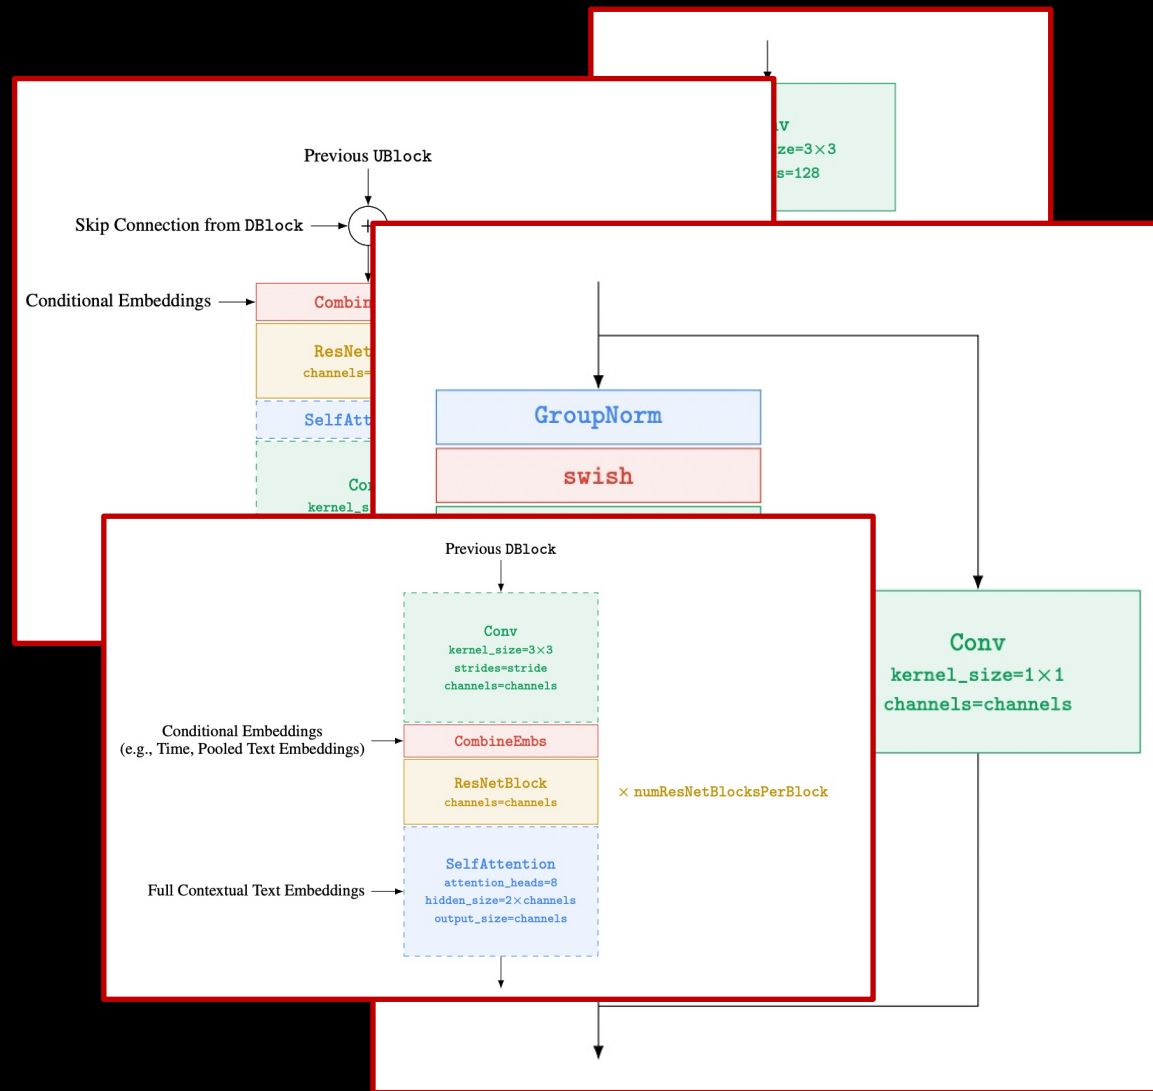 v
ze=3×3
s=128
Previous UBlock
Skip Connection from DBlock
+
Conditional Embeddings
Combin
ResNet
channels=
SelfAtt
Co
kernel_s
GroupNorm
swish
Conv
kernel_size=1×1
channels=channels
Previous DBlock
Conv
kernel_size=3×3
strides=stride
channels=channels
Conditional Embeddings
(e.g., Time, Pooled Text Embeddings)
CombineEmbs
ResNetBlock
channels=channels
× numResNetBlocksPerBlock
Full Contextual Text Embeddings
SelfAttention
attention_heads=8
hidden_size=2×channels
output_size=channels